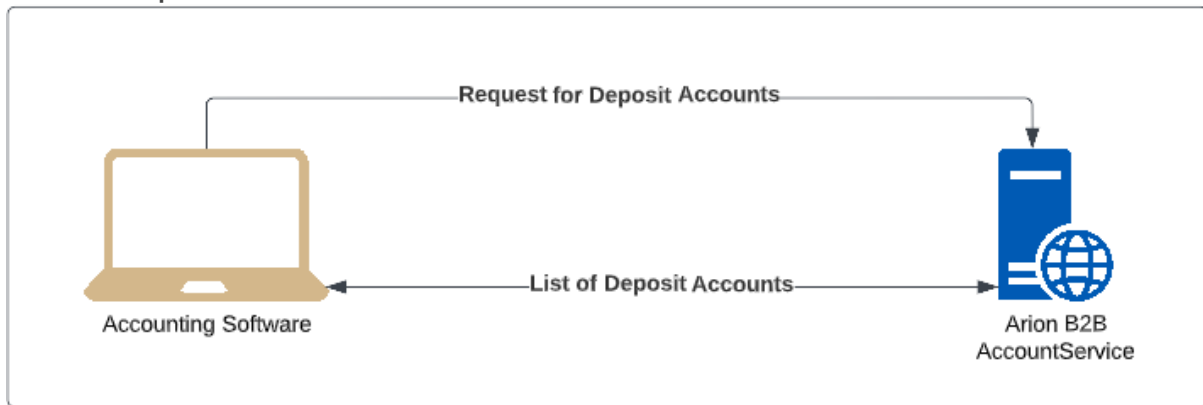 Request for Deposit Accounts
List of Deposit Accounts
Accounting Software
Arion B2B
AccountService